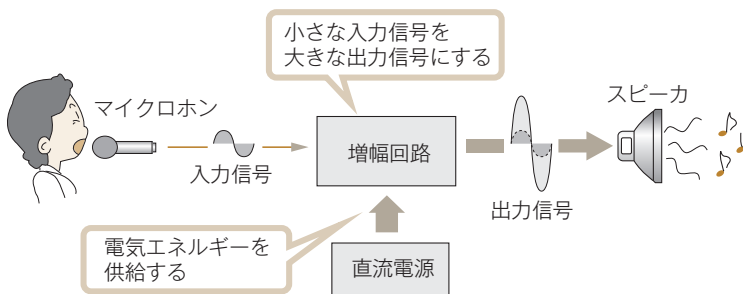 小さな入力信号を
大きな出力信号にする
マイクロホン
スピーカ
増幅回路
入力信号
出力信号
電気エネルギーを
供給する
直流電源